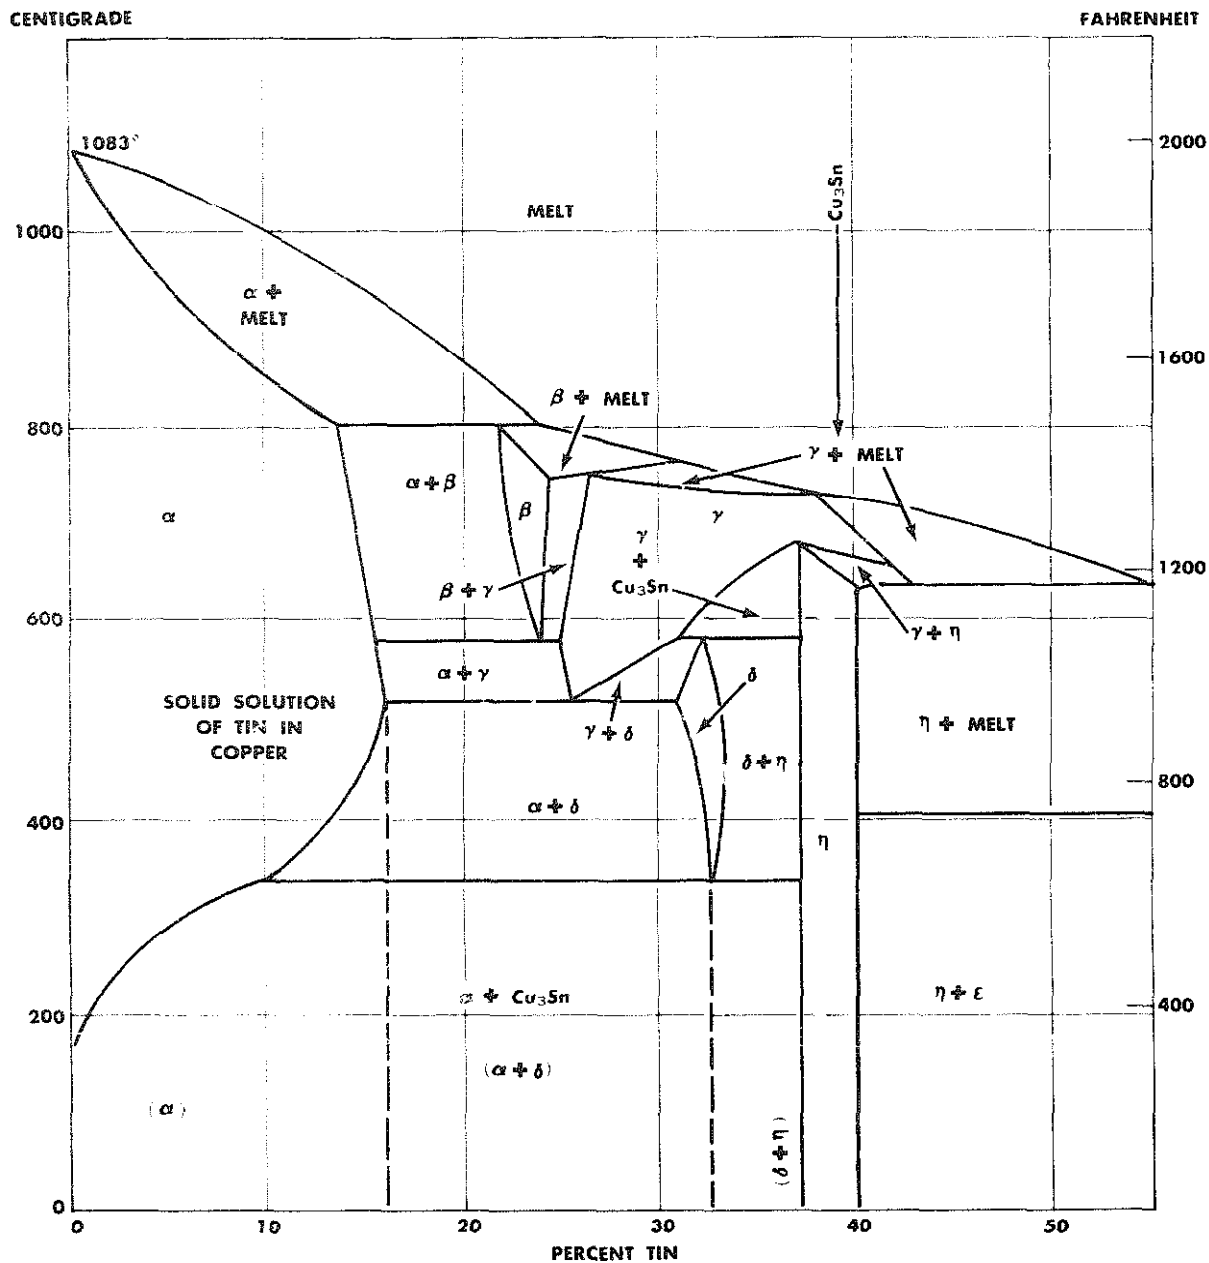 CENTIGRADE
FAHRENHEIT
1083°
2000
Cu₃Sn
MELT
1000
α +
MELT
1600
β + MELT
800
γ + MELT
α + β
β
α
γ
γ
+
Cu₃Sn
1200
β + γ
600
γ + η
α + γ
δ
SOLID SOLUTION
OF TIN IN
COPPER
γ + δ
η + MELT
δ + η
800
α + δ
400
η
α + Cu₃Sn
η + ε
400
200
(α + δ)
(α)
(δ + η)
0
0
10
20
30
40
50
PERCENT TIN